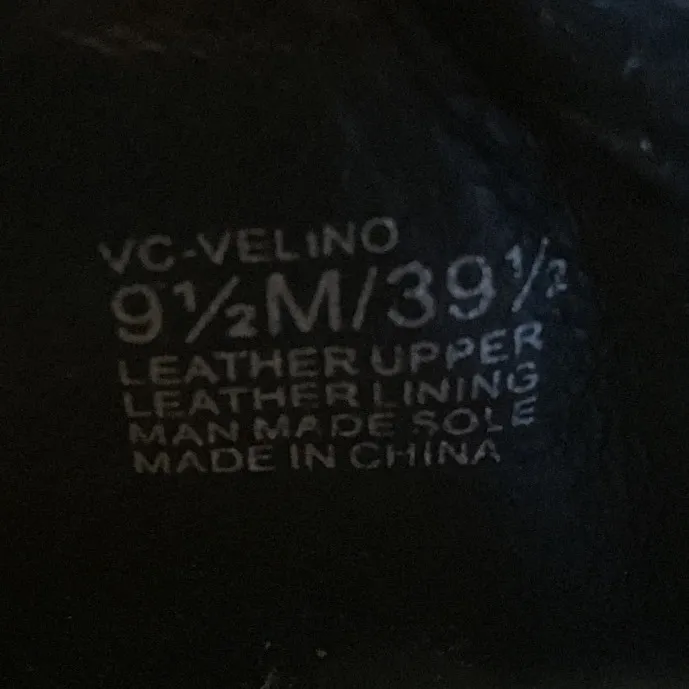 VC-VELINO
9½M/39½
LEATHER UPPER
LEATHER LINING
MAN MADE SOLE
MADE IN CHINA